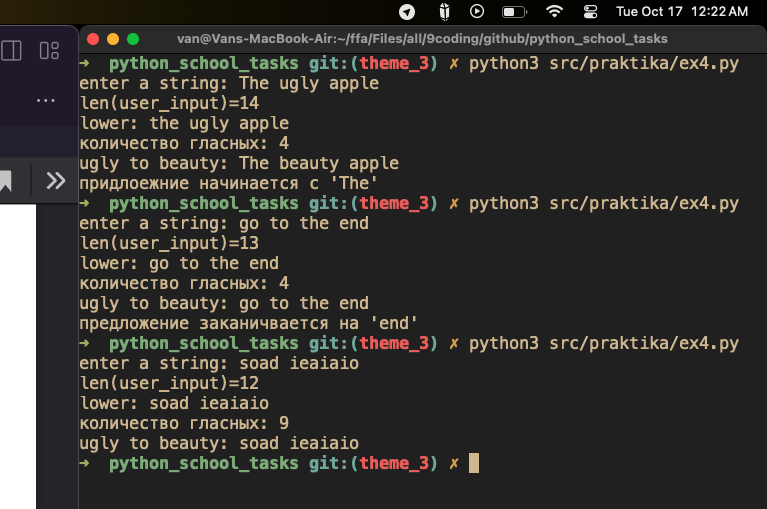 Tue Oct 17 12:22 AM
van@Vans-MacBook-Air:~/ffa/Files/all/9coding/github/python_school_tasks
➜ python_school_tasks git:(theme_3) ✗ python3 src/praktika/ex4.py
enter a string: The ugly apple
len(user_input)=14
lower: the ugly apple
количество гласных: 4
ugly to beauty: The beauty apple
придлоежние начинается с 'The'
➜ python_school_tasks git:(theme_3) ✗ python3 src/praktika/ex4.py
enter a string: go to the end
len(user_input)=13
lower: go to the end
количество гласных: 4
ugly to beauty: go to the end
предложение заканчвается на 'end'
➜ python_school_tasks git:(theme_3) ✗ python3 src/praktika/ex4.py
enter a string: soad ieaiaio
len(user_input)=12
lower: soad ieaiaio
количество гласных: 9
ugly to beauty: soad ieaiaio
➜ python_school_tasks git:(theme_3) ✗